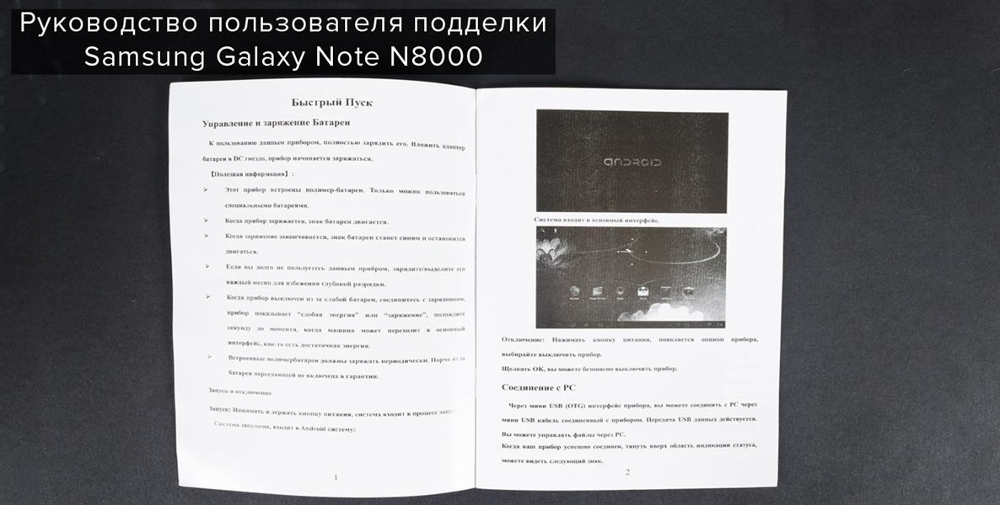 Руководство пользователя подделки
Samsung Galaxy Note N8000
Быстрый Пуск
Управление и заряжение Батареи
К пользованию данным прибором, полностью зарядить его. Вложить адаптер
батареи в DC гнездо, прибор начинается заряжаться.
【Полезная информация】:
➢ Этот прибор встроены полимер-батареи. Только можно пользоваться
специальными батареями.
➢ Когда прибор заряжается, знак батареи двигается.
➢ Когда заряжение заканчивается, знак батареи станет синим и остановится
двигаться.
➢ Если вы долго не пользуетесь данным прибром, зарядите/выделите его
каждый месяц для избежения глубокой разрядки.
➢ Когда прибор выключен из за слабой батареи, соединитесь с зарядником,
прибор показывает “слобая энергия” или “заряжение”, подождите
секунду до момента, когда машина может переходить в основный
интерфейс, как-то есть достаточная энергия.
➢ Встроенные полимербатареи должны заряжать периодически. Порча из-за
батареи переседающей не включена в гарантии.
Запуск и отключение
Запуск: Нажимать и держать кнопку питания, система входит в процесс
Система запущена, входит в Android систему:
1
ANDROID
Система входит в основный интерфейс.
Отключение: Нажимать кнопку питания, появляется опцион прибора,
выбирайте выключить прибор.
Щелкать OK, вы можете безопасно выключить прибор.
Соединение с PC
Через мини USB (OTG) интерфейс прибора, вы можете соединить с PC через
мини USB кабель соединенный с прибором. Передача USB данных действуется.
Вы можете управлять файлы через PC.
Когда ваш прибор успешно соединен, тянуть вверх область индикации статуса,
можете видеть следующий знак.
2